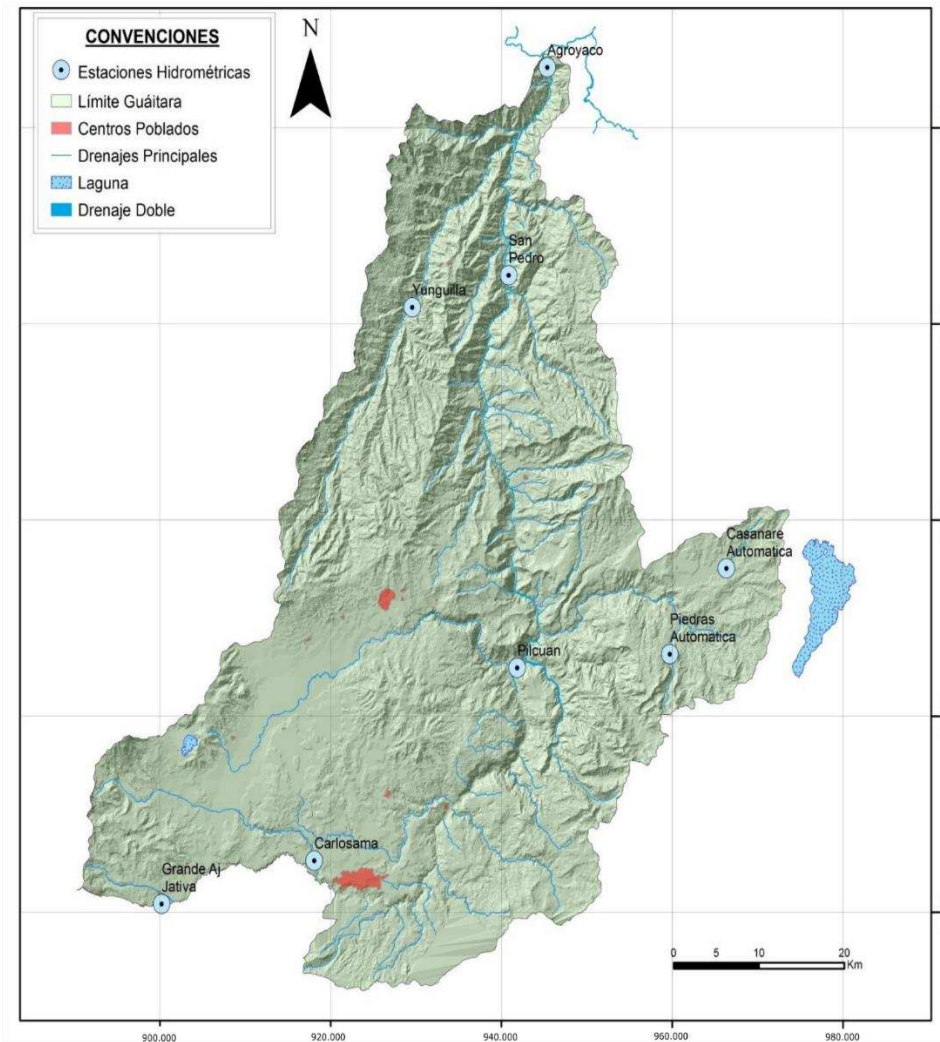 CONVENCIONES
Estaciones Hidrométricas
Límite Guáitara
Centros Poblados
Drenajes Principales
Laguna
Drenaje Doble
N
Agroyaco
San
Pedro
Yunguilla
Casanare
Automatica
Piedras
Automatica
Pilcuan
Carlosama
Grande Aj
Jativa
0 5 10 20
Km
900.000 920.000 940.000 960.000 980.000